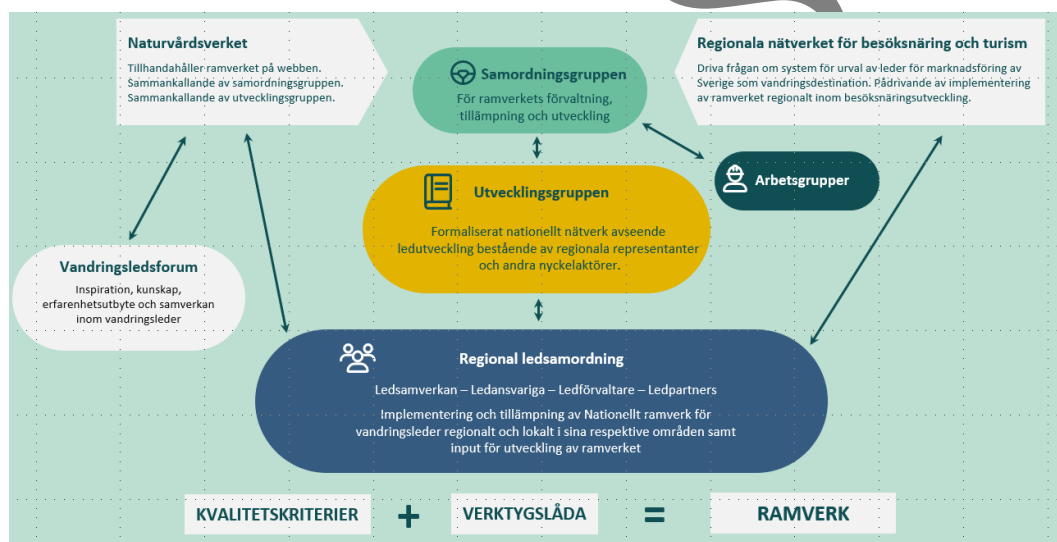 Naturvårdsverket
Tillhandahåller ramverket på webben.
Sammankallande av samordningsgruppen.
Sammankallande av utvecklingsgruppen.
Samordningsgruppen
För ramverkets förvaltning,
tillämpning och utveckling
Regionala nätverket för besöksnäring och turism
Driva frågan om system för urval av leder för marknadsföring av
Sverige som vandringsdestination. Pådrivande av implementering
av ramverket regionalt inom besöksnäringsutveckling.
Arbetsgrupper
Utvecklingsgruppen
Formaliserat nationellt nätverk avseende
ledutveckling bestående av regionala representanter
och andra nyckelaktörer.
Vandringsledsforum
Inspiration, kunskap,
erfarenhetsutbyte och samverkan
inom vandringsleder
Regional ledsamordning
Ledsamverkan – Ledansvariga – Ledförvaltare – Ledpartners
Implementering och tillämpning av Nationellt ramverk för
vandringsleder regionalt och lokalt i sina respektive områden samt
input för utveckling av ramverket
KVALITETSKRITERIER + VERKTYGSLÅDA = RAMVERK